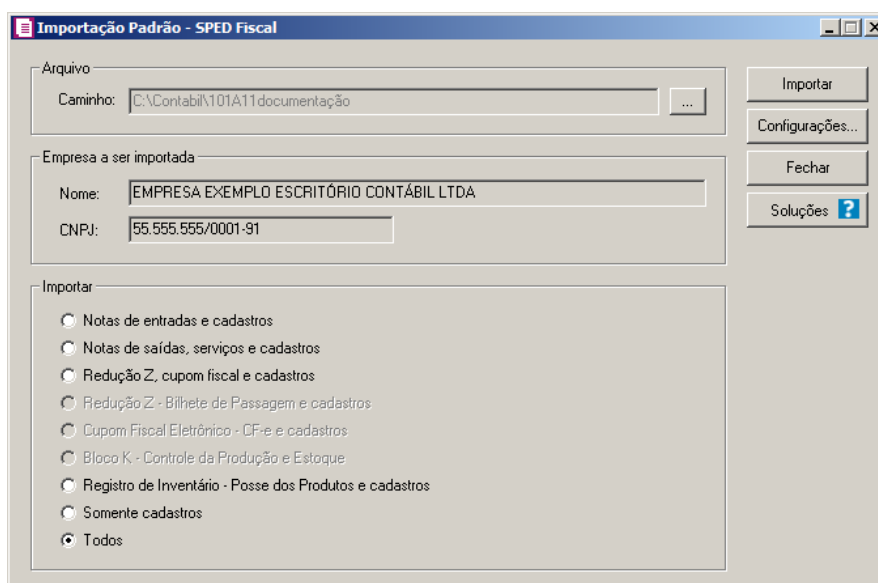 Importação Padrão - SPED Fiscal
Arquivo
Caminho: C:\Contabil\101A11documentação ...
Importar
Configurações...
Fechar
Soluções ?
Empresa a ser importada
Nome: EMPRESA EXEMPLO ESCRITÓRIO CONTÁBIL LTDA
CNPJ: 55.555.555/0001-91
Importar
Notas de entradas e cadastros
Notas de saídas, serviços e cadastros
Redução Z, cupom fiscal e cadastros
Redução Z - Bilhete de Passagem e cadastros
Cupom Fiscal Eletrônico - CF-e e cadastros
Bloco K - Controle da Produção e Estoque
Registro de Inventário - Posse dos Produtos e cadastros
Somente cadastros
Todos